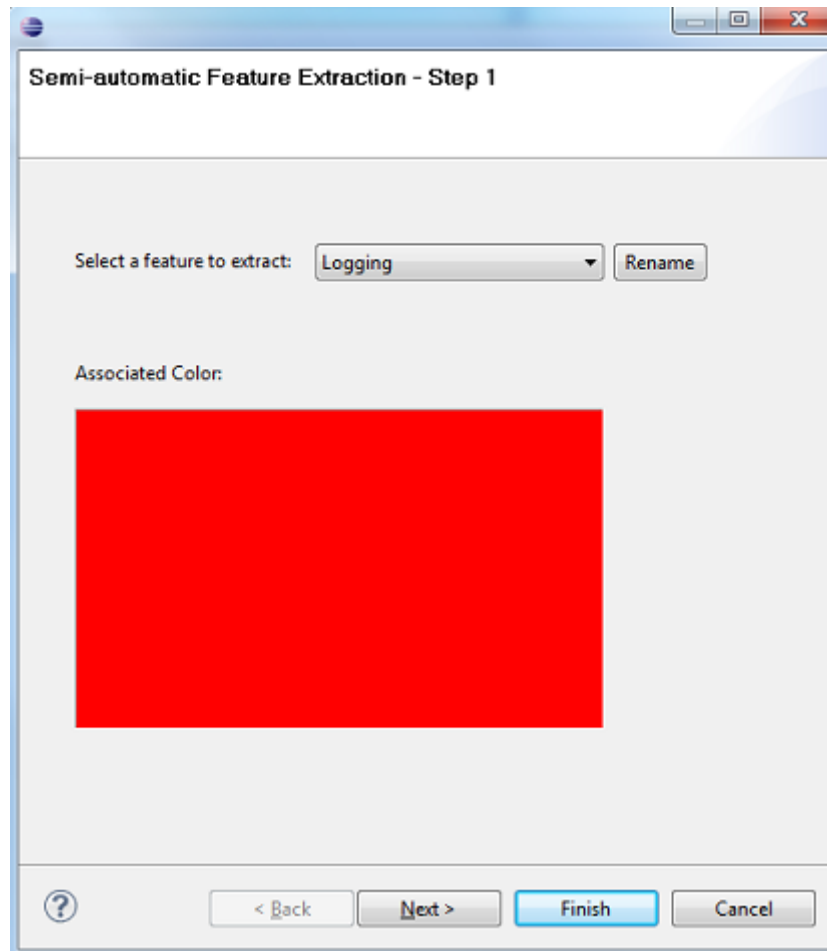 Semi-automatic Feature Extraction - Step 1
Select a feature to extract: Logging Rename
Associated Color:
? < Back Next > Finish Cancel